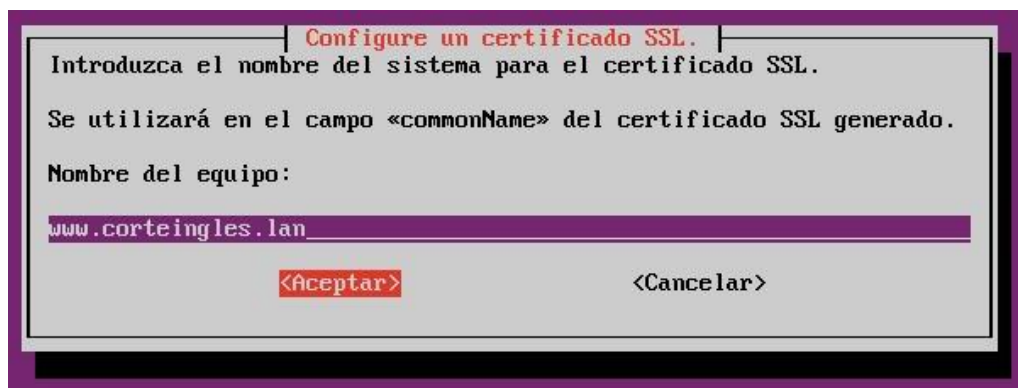 Configure un certificado SSL.
Introduzca el nombre del sistema para el certificado SSL.
Se utilizará en el campo «commonName» del certificado SSL generado.
Nombre del equipo:
www.corteingles.lan
<Aceptar> <Cancelar>